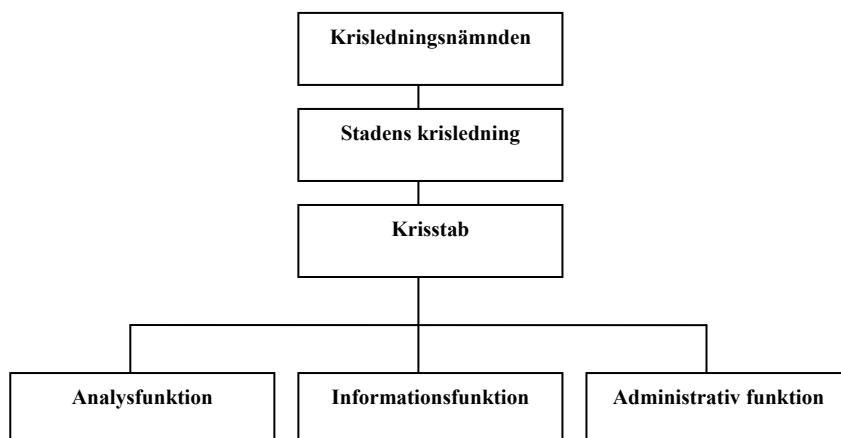 Krisledningsnämnden
Stadens krisledning
Krisstab
Analysfunktion
Informationsfunktion
Administrativ funktion